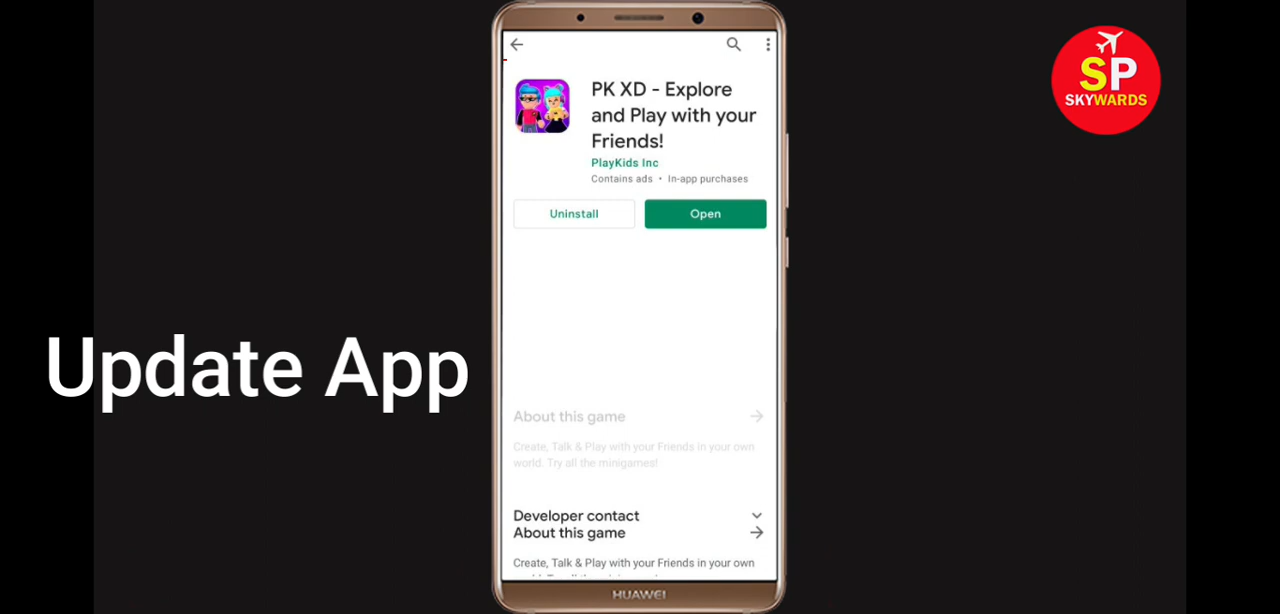 PK XD - Explore
and Play with your
Friends!
PlayKids Inc
Contains ads • In-app purchases
Uninstall
Open
SP
SKYWARDS
Update App
About this game
Create, Talk & Play with your Friends in your own
world. Try all the minigames!
Developer contact
About this game
Create, Talk & Play with your Friends in your own
HUAWEI